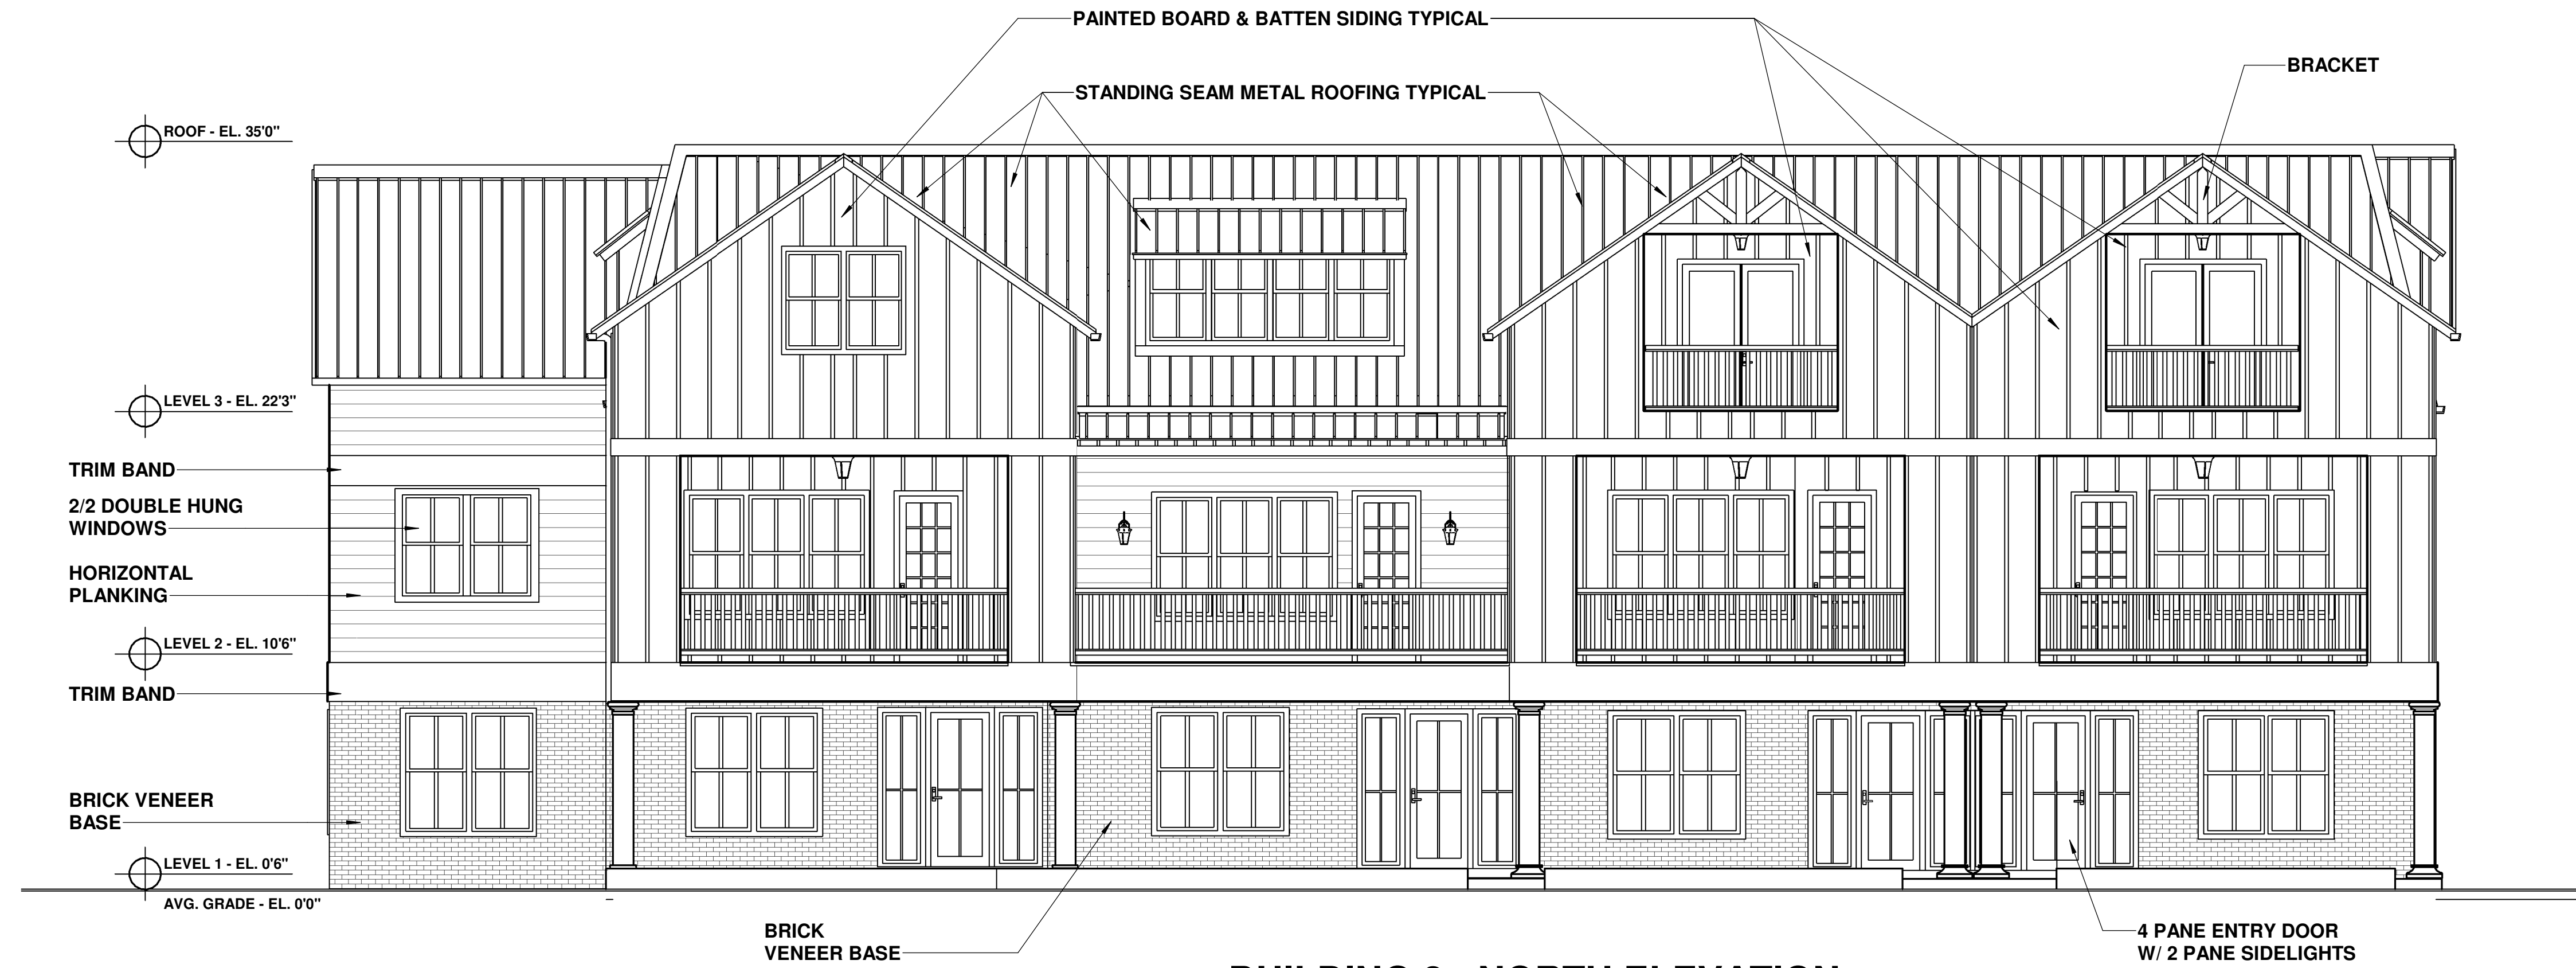 PAINTED BOARD & BATTEN SIDING TYPICAL
BRACKET
STANDING SEAM METAL ROOFING TYPICAL
ROOF - EL. 35'0"
LEVEL 3 - EL. 22'3"
TRIM BAND
2/2 DOUBLE HUNG
WINDOWS
HORIZONTAL
PLANKING
LEVEL 2 - EL. 10'6"
TRIM BAND
BRICK VENEER
BASE
LEVEL 1 - EL. 0'6"
AVG. GRADE - EL. 0'0"
BRICK
VENEER BASE
4 PANE ENTRY DOOR
W/ 2 PANE SIDELIGHTS
BUILDING - NORTH ELEVATION